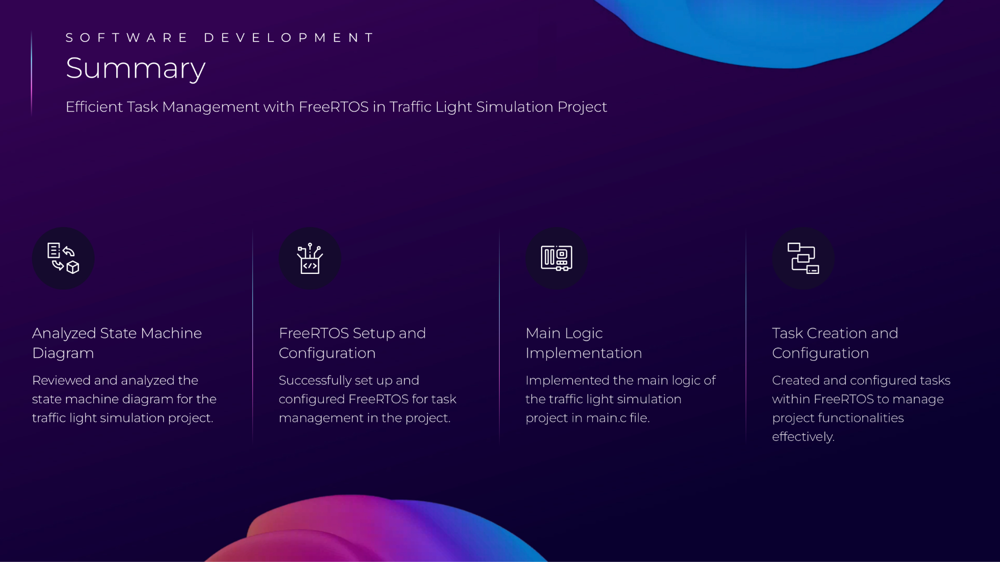 SOFTWARE DEVELOPMENT
Summary
Efficient Task Management with FreeRTOS in Traffic Light Simulation Project
Analyzed State Machine
Diagram
Reviewed and analyzed the
state machine diagram for the
traffic light simulation project.
FreeRTOS Setup and
Configuration
Successfully set up and
configured FreeRTOS for task
management in the project.
Main Logic
Implementation
Implemented the main logic of
the traffic light simulation
project in main.c file.
Task Creation and
Configuration
Created and configured tasks
within FreeRTOS to manage
project functionalities
effectively.